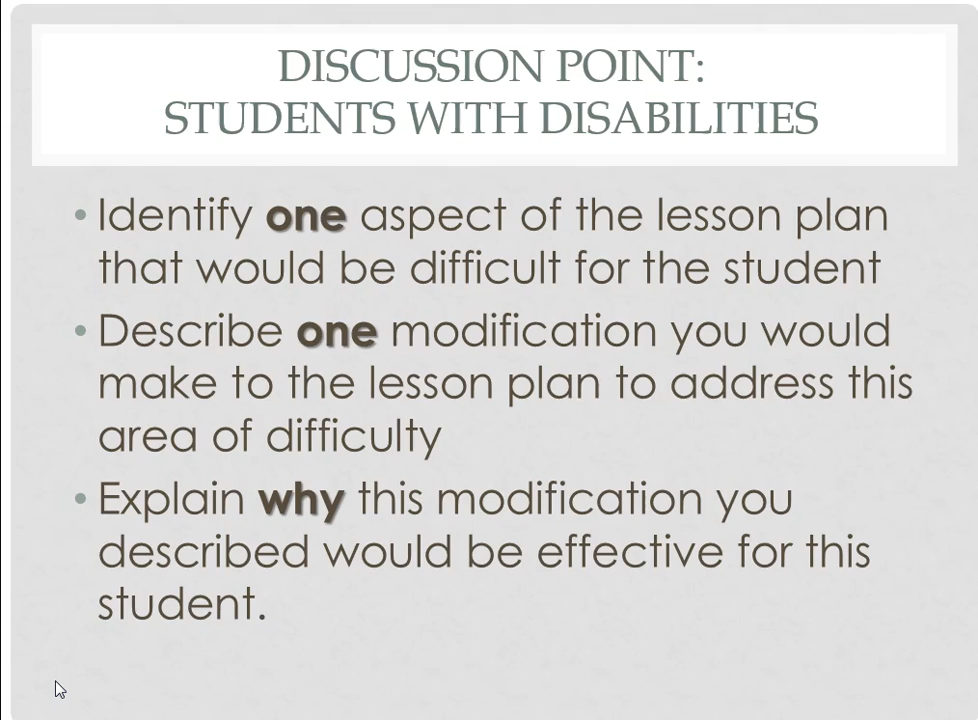 DISCUSSION POINT:
STUDENTS WITH DISABILITIES
• Identify one aspect of the lesson plan
that would be difficult for the student
• Describe one modification you would
make to the lesson plan to address this
area of difficulty
• Explain why this modification you
described would be effective for this
student.